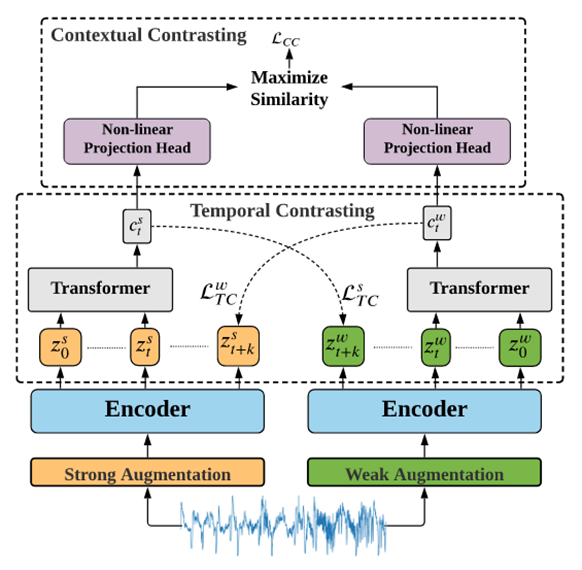 Contextual Contrasting
ℒ_CC
Maximize
Similarity
Non-linear
Projection Head
Non-linear
Projection Head
Temporal Contrasting
c_t^s
c_t^w
Transformer
ℒ_TC^w
ℒ_TC^s
Transformer
z_0^s
z_t^s
z_{t+k}^s
z_{t+k}^w
z_t^w
z_0^w
Encoder
Encoder
Strong Augmentation
Weak Augmentation